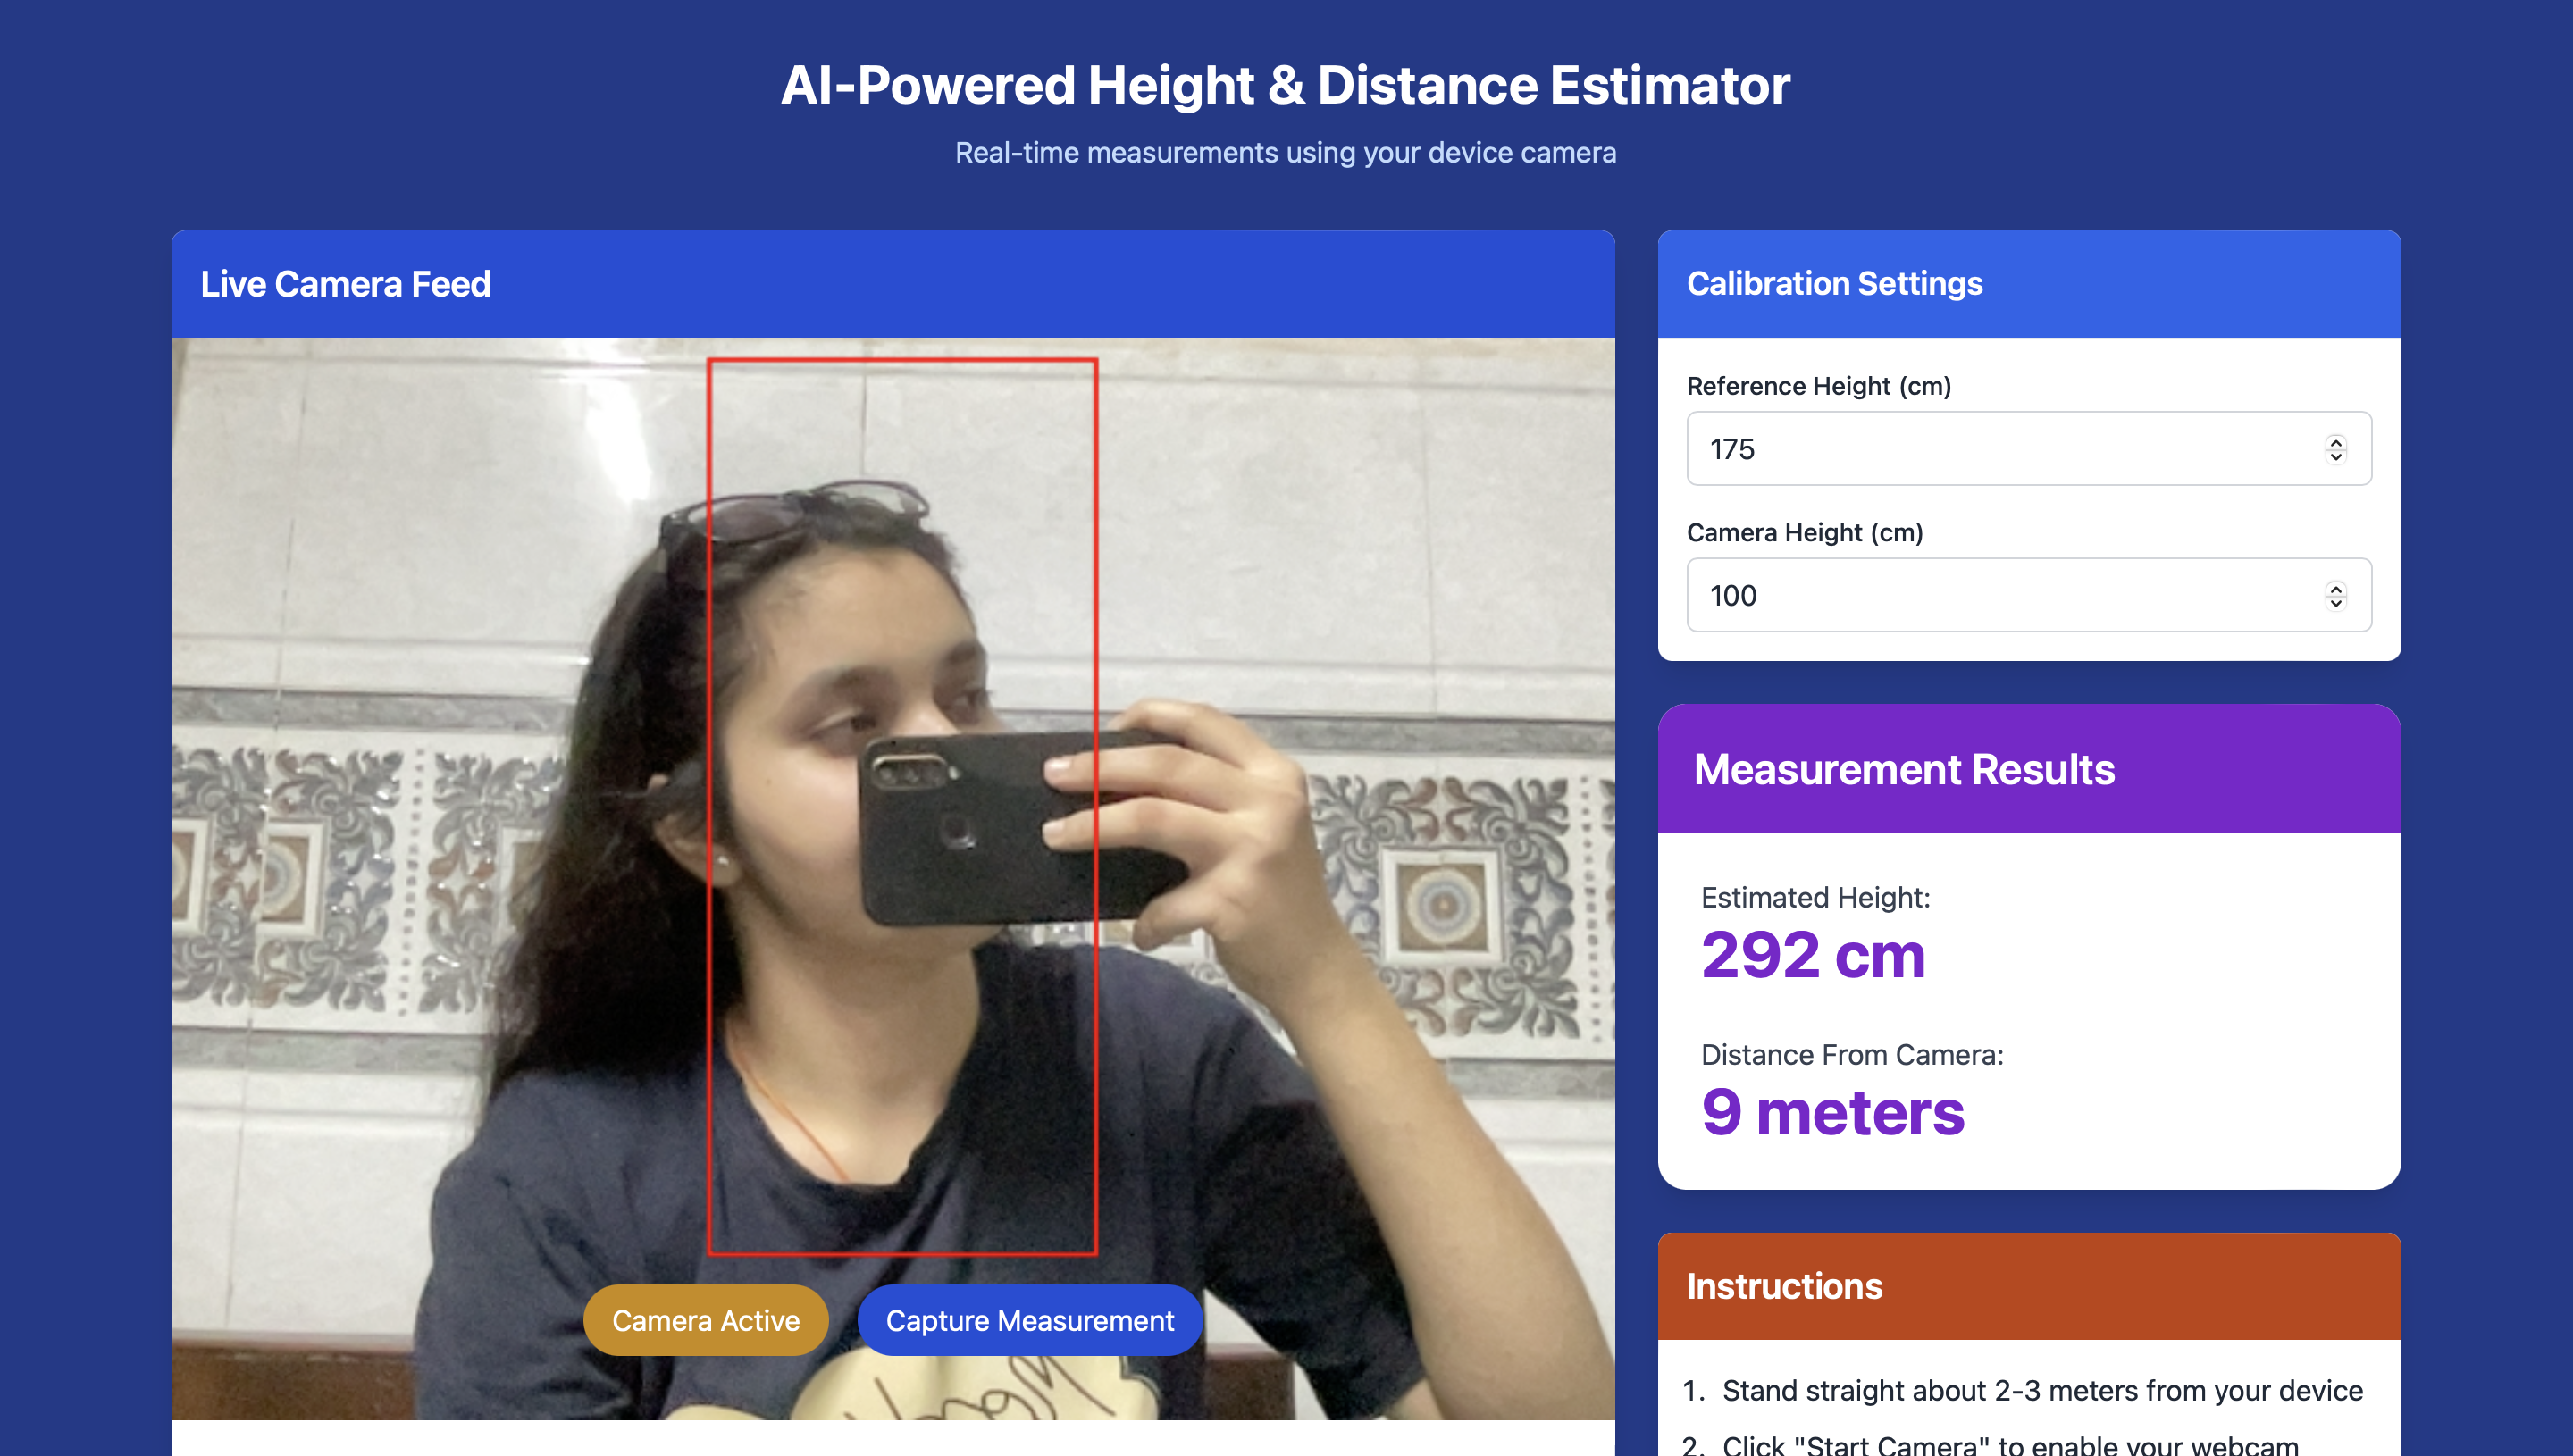 AI-Powered Height & Distance Estimator
Real-time measurements using your device camera
Live Camera Feed
Camera Active
Capture Measurement
Calibration Settings
Reference Height (cm)
175
Camera Height (cm)
100
Measurement Results
Estimated Height:
292 cm
Distance From Camera:
9 meters
Instructions
1. Stand straight about 2-3 meters from your device
2. Click "Start Camera" to enable your webcam